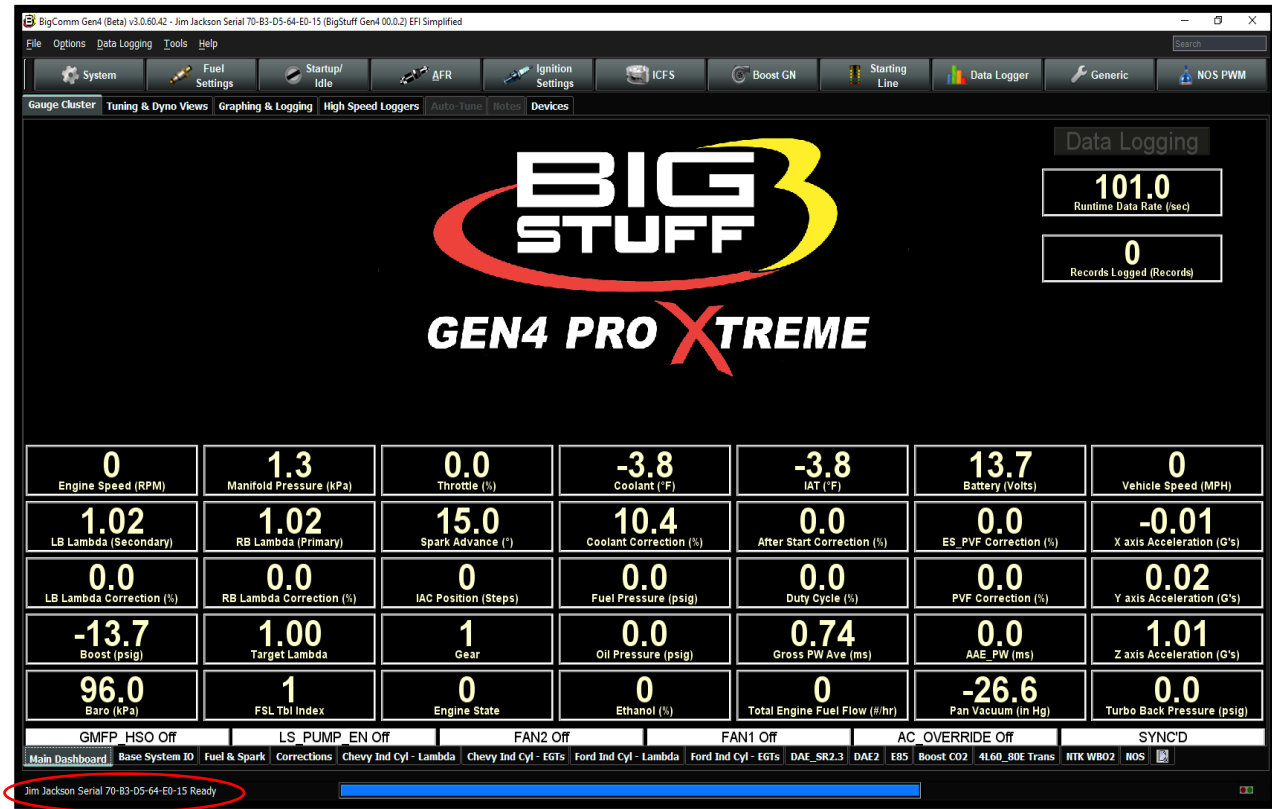 BigComm Gen4 (Beta) v3.0.60.42 - Jim Jackson Serial 70-B3-D5-64-E0-15 (BigStuff Gen4 00.0.2) EFI Simplified
File Options Data Logging Tools Help
Search
System Fuel Settings Startup/ Idle AFR Ignition Settings ICFS Boost GN Starting Line Data Logger Generic NOS PWM
Gauge Cluster Tuning & Dyno Views Graphing & Logging High Speed Loggers Auto-Tune Notes Devices
Data Logging
BIG 3
STUFF
GEN4 PRO XTREME
101.0
Runtime Data Rate (/sec)
0
Records Logged (Records)
0 1.3 0.0 -3.8 -3.8 13.7 0
Engine Speed (RPM) Manifold Pressure (kPa) Throttle (%) Coolant (°F) IAT (°F) Battery (Volts) Vehicle Speed (MPH)
1.02 1.02 15.0 10.4 0.0 0.0 -0.01
LB Lambda (Secondary) RB Lambda (Primary) Spark Advance (°) Coolant Correction (%) After Start Correction (%) ES_PVF Correction (%) X axis Acceleration (G's)
0.0 0.0 0 0.0 0.0 0.0 0.02
LB Lambda Correction (%) RB Lambda Correction (%) IAC Position (Steps) Fuel Pressure (psig) Duty Cycle (%) PVF Correction (%) Y axis Acceleration (G's)
-13.7 1.00 1 0.0 0.74 0.0 1.01
Boost (psig) Target Lambda Gear Oil Pressure (psig) Gross PW Ave (ms) AAE_PW (ms) Z axis Acceleration (G's)
96.0 1 0 0 0 -26.6 0.0
Baro (kPa) FSL Tbl Index Engine State Ethanol (%) Total Engine Fuel Flow (#/hr) Pan Vacuum (in Hg) Turbo Back Pressure (psig)
GMFP_HSO Off LS_PUMP_EN Off FAN2 Off FAN1 Off AC_OVERRIDE Off SYNC'D
Main Dashboard Base System IO Fuel & Spark Corrections Chevy Ind Cyl - Lambda Chevy Ind Cyl - EGTs Ford Ind Cyl - Lambda Ford Ind Cyl - EGTs DAE_SR2.3 DAE2 E85 Boost CO2 4L60_80E Trans NTK WBO2 NOS
Jim Jackson Serial 70-B3-D5-64-E0-15 Ready